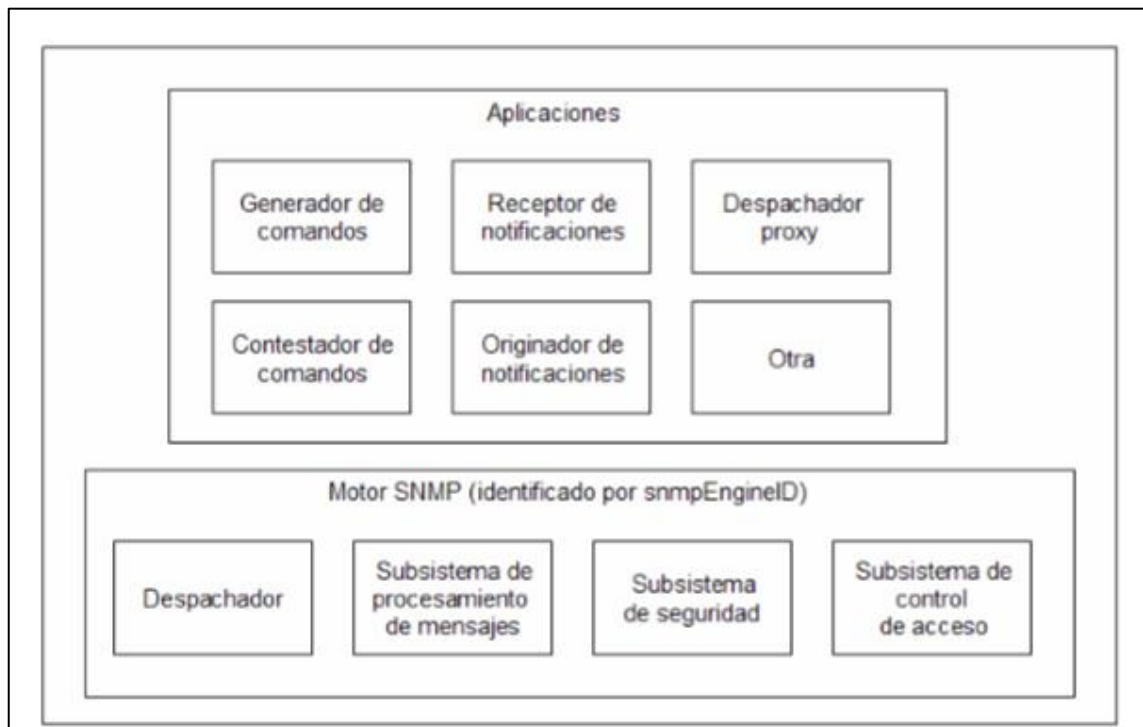 Aplicaciones
Generador de
comandos
Receptor de
notificaciones
Despachador
proxy
Contestador de
comandos
Originador de
notificaciones
Otra
Motor SNMP (identificado por snmpEngineID)
Despachador
Subsistema de
procesamiento
de mensajes
Subsistema
de seguridad
Subsistema de
control
de acceso